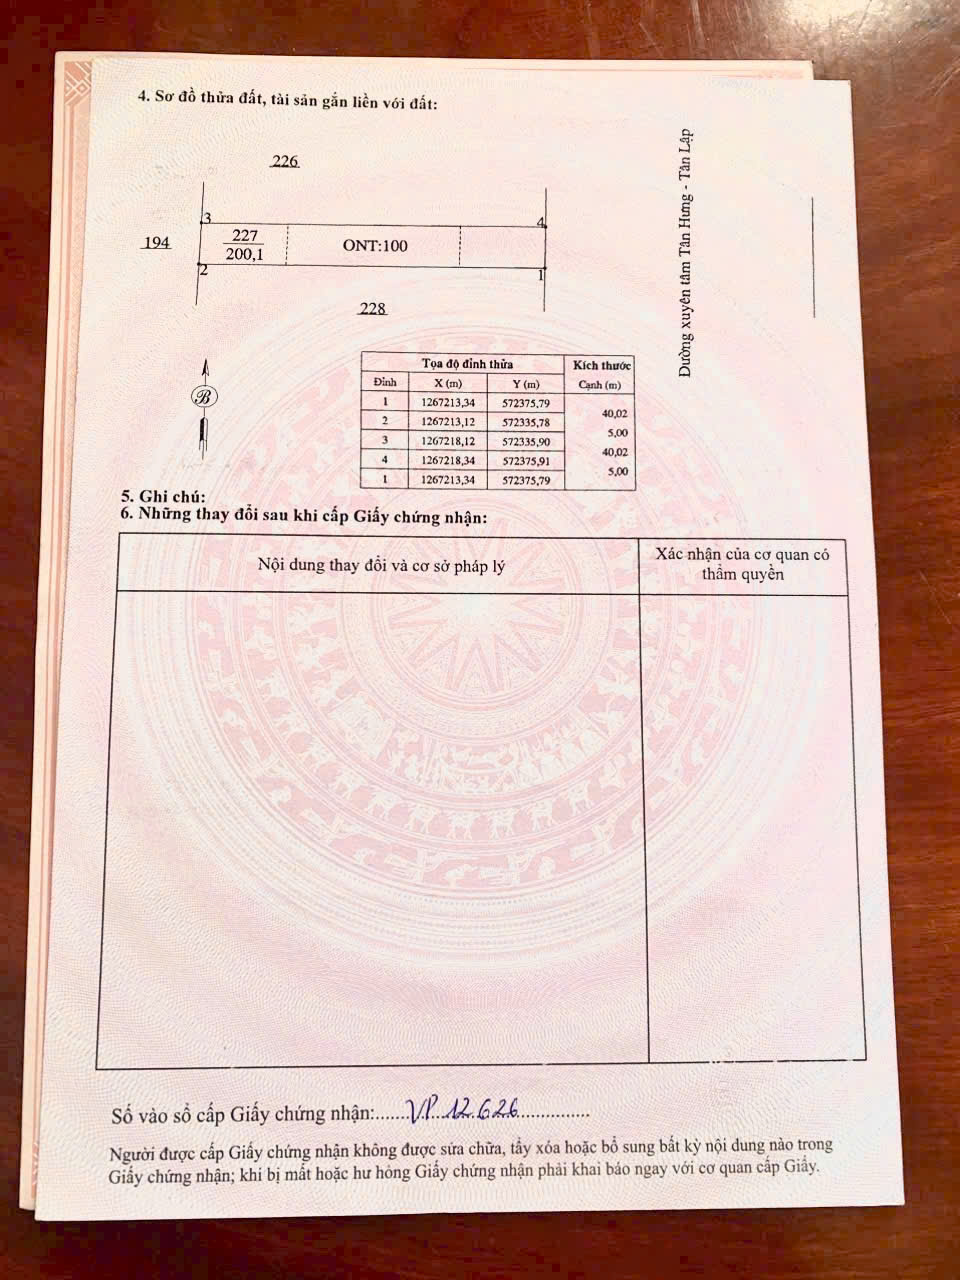 4. Sơ đồ thửa đất, tài sản gắn liền với đất:
226
3
4
194
227
200,1
ONT:100
2
1
228
Đường xuyên tâm Tân Hưng - Tân Lập
B
Tọa độ đỉnh thửa Kích thước
Đỉnh X (m) Y (m) Cạnh (m)
1 1267213,34 572375,79
40,02
2 1267213,12 572335,78
5,00
3 1267218,12 572335,90
40,02
4 1267218,34 572375,91
5,00
1 1267213,34 572375,79
5. Ghi chú:
6. Những thay đổi sau khi cấp Giấy chứng nhận:
Nội dung thay đổi và cơ sở pháp lý
Xác nhận của cơ quan có
thẩm quyền
Số vào sổ cấp Giấy chứng nhận:......VP.12.626...............
Người được cấp Giấy chứng nhận không được sửa chữa, tẩy xóa hoặc bổ sung bất kỳ nội dung nào trong
Giấy chứng nhận; khi bị mất hoặc hư hỏng Giấy chứng nhận phải khai báo ngay với cơ quan cấp Giấy.